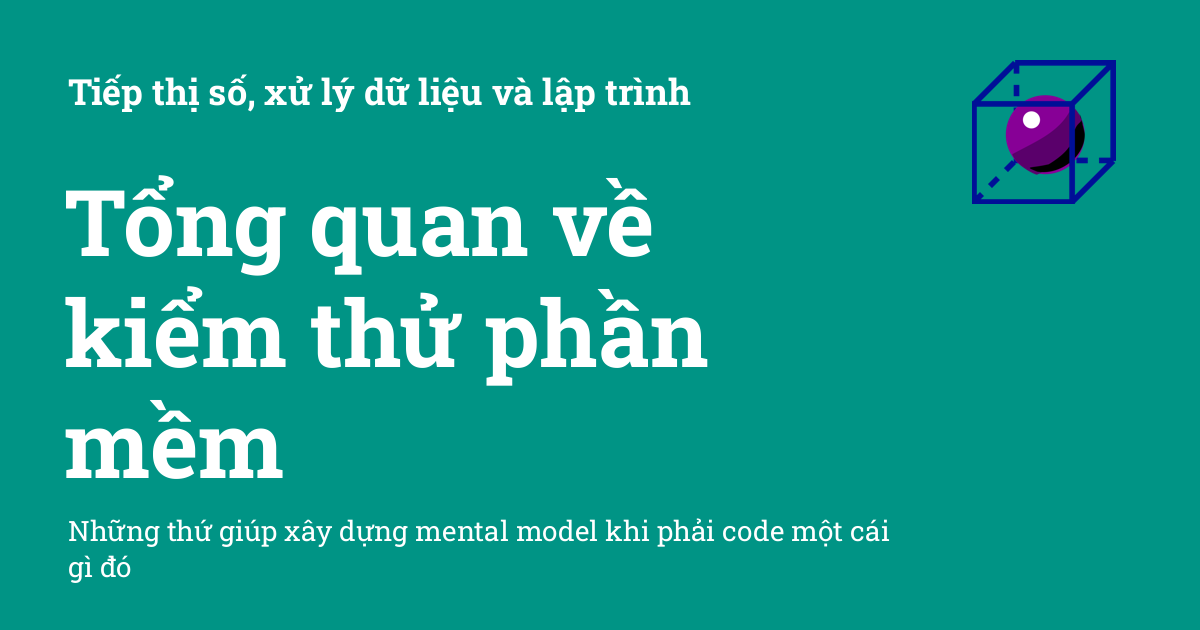 Tiếp thị số, xử lý dữ liệu và lập trình
Tổng quan về
kiểm thử phần
mềm
Những thứ giúp xây dựng mental model khi phải code một cái
gì đó